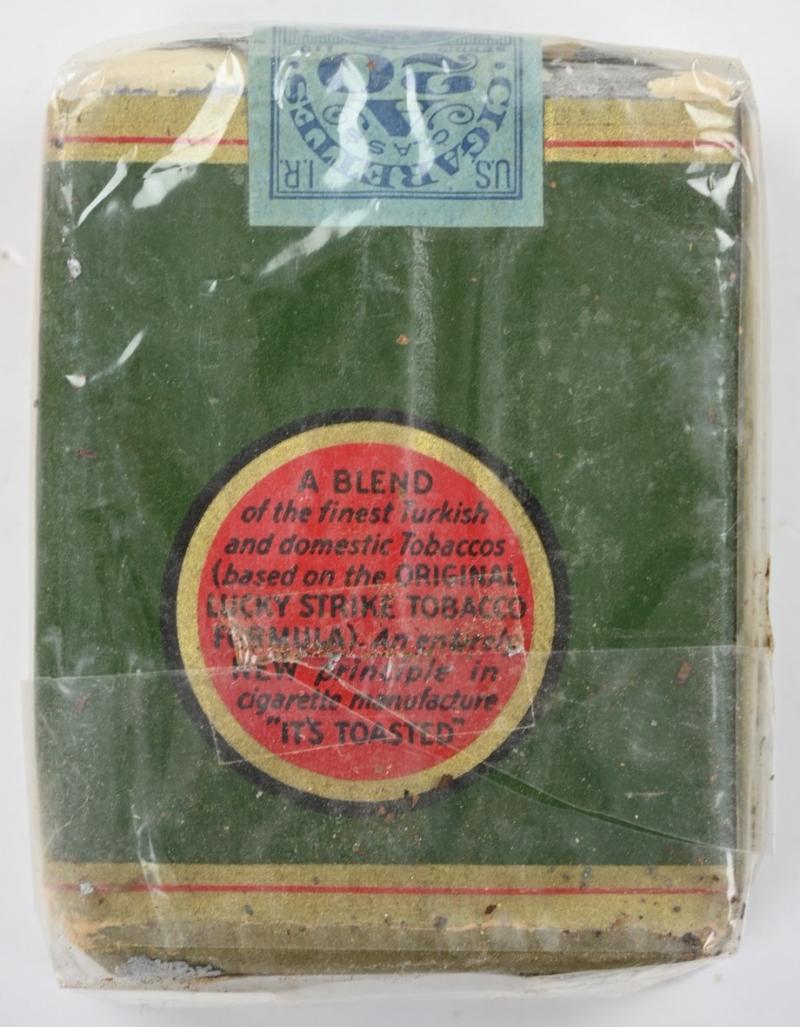 20
CLASS A
CIGARETTES
U.S. I.R.
A BLEND
of the finest Turkish
and domestic Tobaccos
(based on the ORIGINAL
LUCKY STRIKE TOBACCO
FORMULA). An entirely
NEW principle in
cigarette manufacture
"IT'S TOASTED"